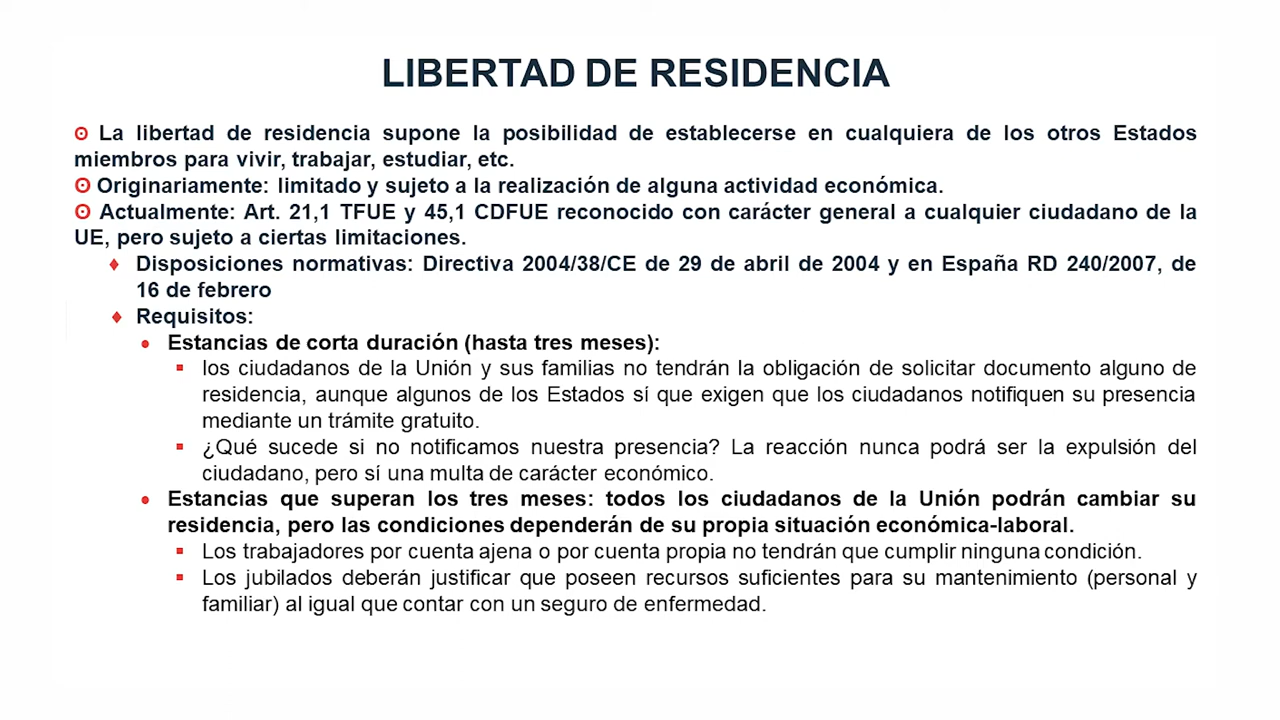 LIBERTAD DE RESIDENCIA
La libertad de residencia supone la posibilidad de establecerse en cualquiera de los otros Estados
miembros para vivir, trabajar, estudiar, etc.
Originariamente: limitado y sujeto a la realización de alguna actividad económica.
Actualmente: Art. 21,1 TFUE y 45,1 CDFUE reconocido con carácter general a cualquier ciudadano de la
UE, pero sujeto a ciertas limitaciones.
Disposiciones normativas: Directiva 2004/38/CE de 29 de abril de 2004 y en España RD 240/2007, de
16 de febrero
Requisitos:
Estancias de corta duración (hasta tres meses):
los ciudadanos de la Unión y sus familias no tendrán la obligación de solicitar documento alguno de
residencia, aunque algunos de los Estados sí que exigen que los ciudadanos notifiquen su presencia
mediante un trámite gratuito.
¿Qué sucede si no notificamos nuestra presencia? La reacción nunca podrá ser la expulsión del
ciudadano, pero sí una multa de carácter económico.
Estancias que superan los tres meses: todos los ciudadanos de la Unión podrán cambiar su
residencia, pero las condiciones dependerán de su propia situación económica-laboral.
Los trabajadores por cuenta ajena o por cuenta propia no tendrán que cumplir ninguna condición.
Los jubilados deberán justificar que poseen recursos suficientes para su mantenimiento (personal y
familiar) al igual que contar con un seguro de enfermedad.